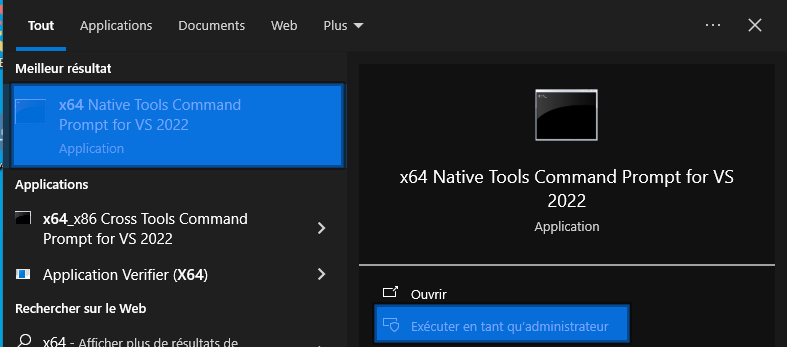 Tout Applications Documents Web Plus
Meilleur résultat
x64 Native Tools Command
Prompt for VS 2022
Application
Applications
x64_x86 Cross Tools Command
Prompt for VS 2022
Application Verifier (X64)
Rechercher sur le Web
x64 - Afficher plus de résultats de
x64 Native Tools Command Prompt for VS
2022
Application
Ouvrir
Exécuter en tant qu'administrateur